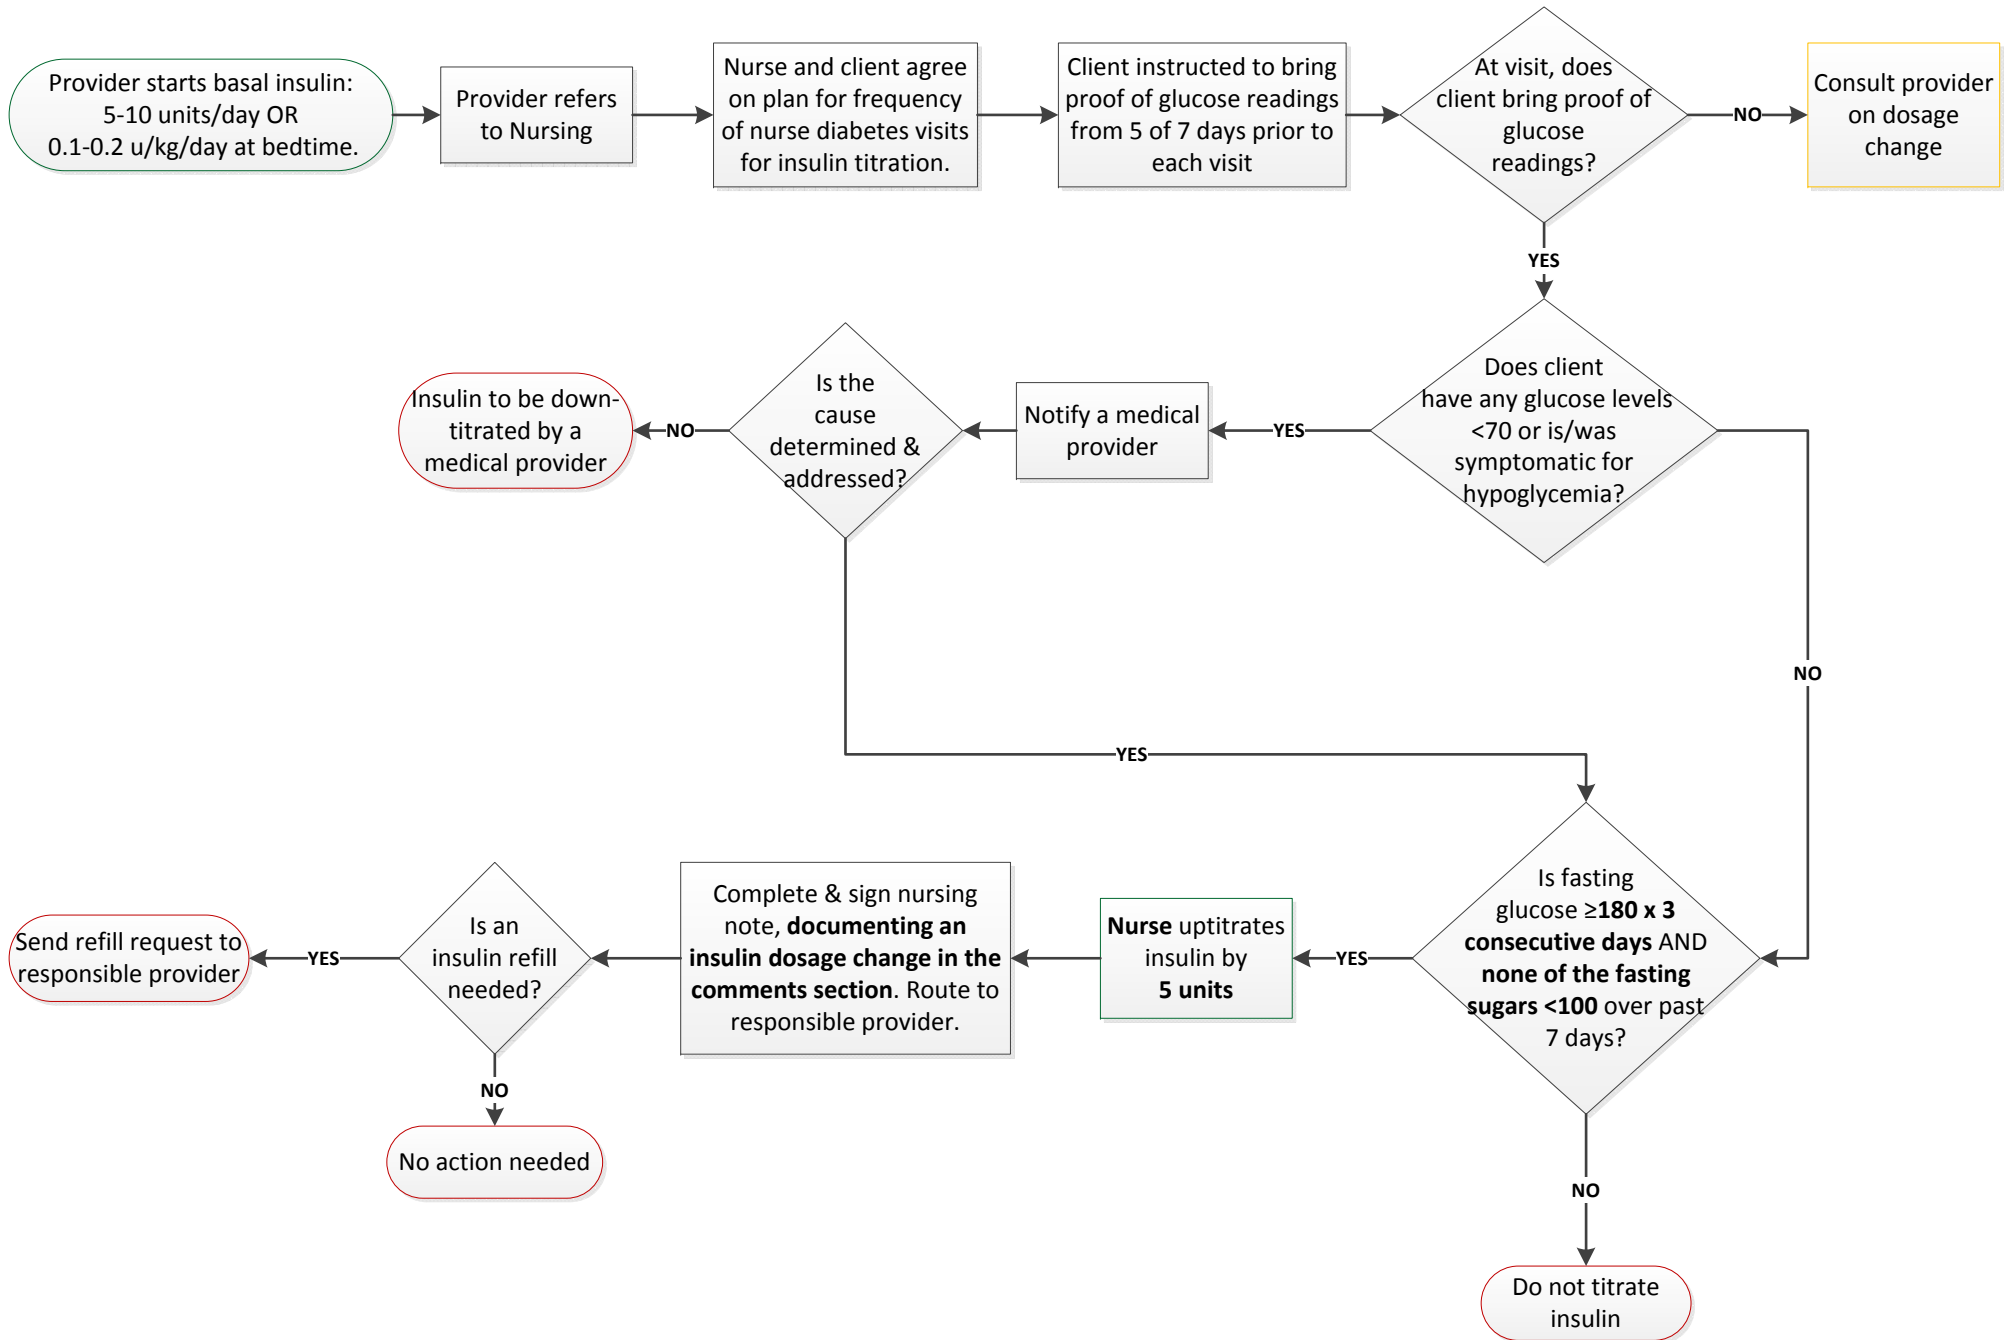 Provider starts basal insulin:
5-10 units/day OR
0.1-0.2 u/kg/day at bedtime.
Provider refers
to Nursing
Nurse and client agree
on plan for frequency
of nurse diabetes visits
for insulin titration.
Client instructed to bring
proof of glucose readings
from 5 of 7 days prior to
each visit
At visit, does
client bring proof of
glucose
readings?
NO
Consult provider
on dosage
change
YES
Does client
have any glucose levels
<70 or is/was
symptomatic for
hypoglycemia?
YES
Notify a medical
provider
Is the
cause
determined &
addressed?
NO
Insulin to be down-
titrated by a
medical provider
NO
YES
Is fasting
glucose ≥180 x 3
consecutive days AND
none of the fasting
sugars <100 over past
7 days?
YES
Nurse uptitrates
insulin by
5 units
Complete & sign nursing
note, documenting an
insulin dosage change in the
comments section. Route to
responsible provider.
Is an
insulin refill
needed?
YES
Send refill request to
responsible provider
NO
No action needed
NO
Do not titrate
insulin